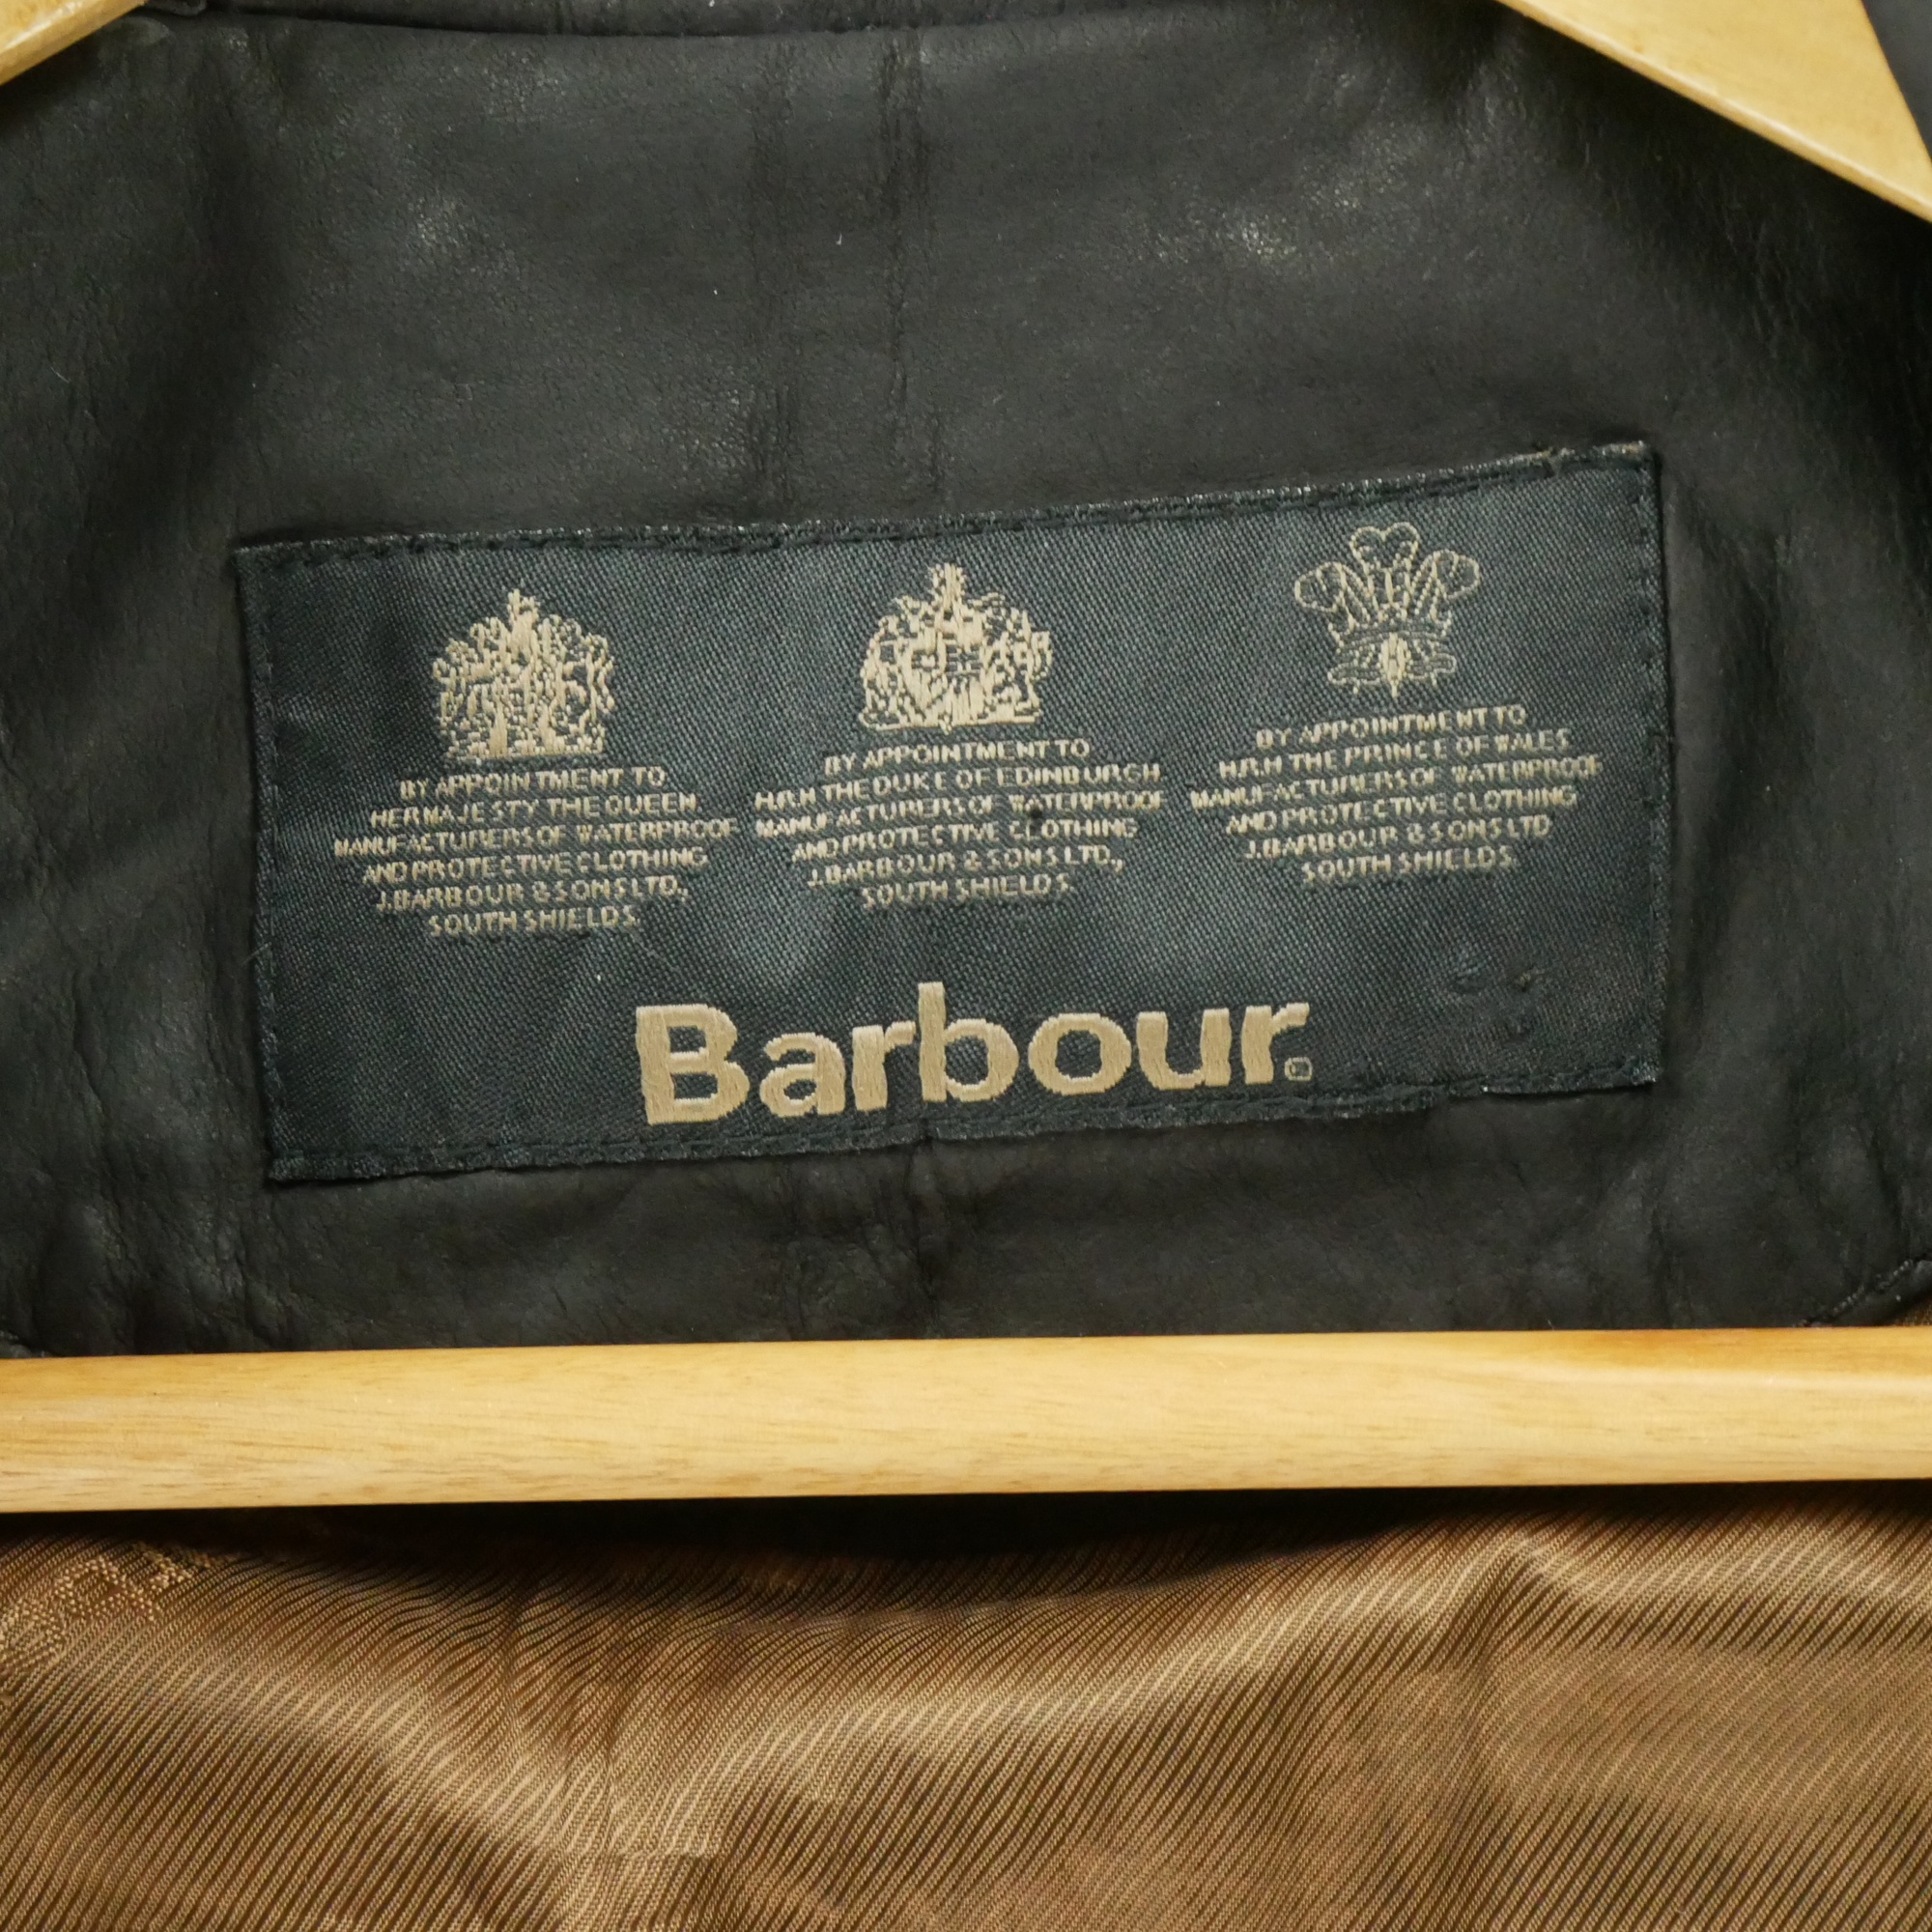 BY APPOINTMENT TO
HER MAJESTY THE QUEEN
MANUFACTURERS OF WATERPROOF
AND PROTECTIVE CLOTHING
J.BARBOUR & SONS LTD.,
SOUTH SHIELDS.
BY APPOINTMENT TO
H.R.H THE DUKE OF EDINBURGH
MANUFACTURERS OF WATERPROOF
AND PROTECTIVE CLOTHING
J.BARBOUR & SONS LTD.,
SOUTH SHIELDS.
BY APPOINTMENT TO
H.R.H THE PRINCE OF WALES
MANUFACTURERS OF WATERPROOF
AND PROTECTIVE CLOTHING
J.BARBOUR & SONS LTD
SOUTH SHIELDS.
Barbour